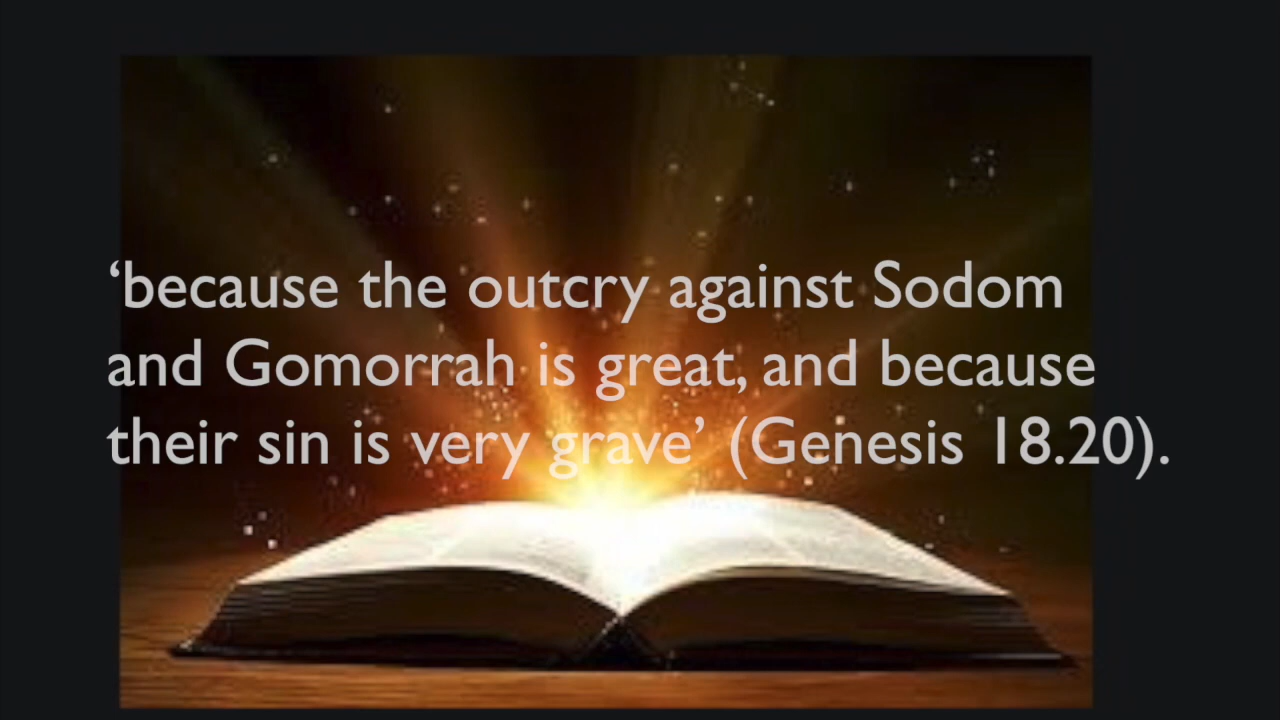 ‘because the outcry against Sodom
and Gomorrah is great, and because
their sin is very grave’ (Genesis 18.20).